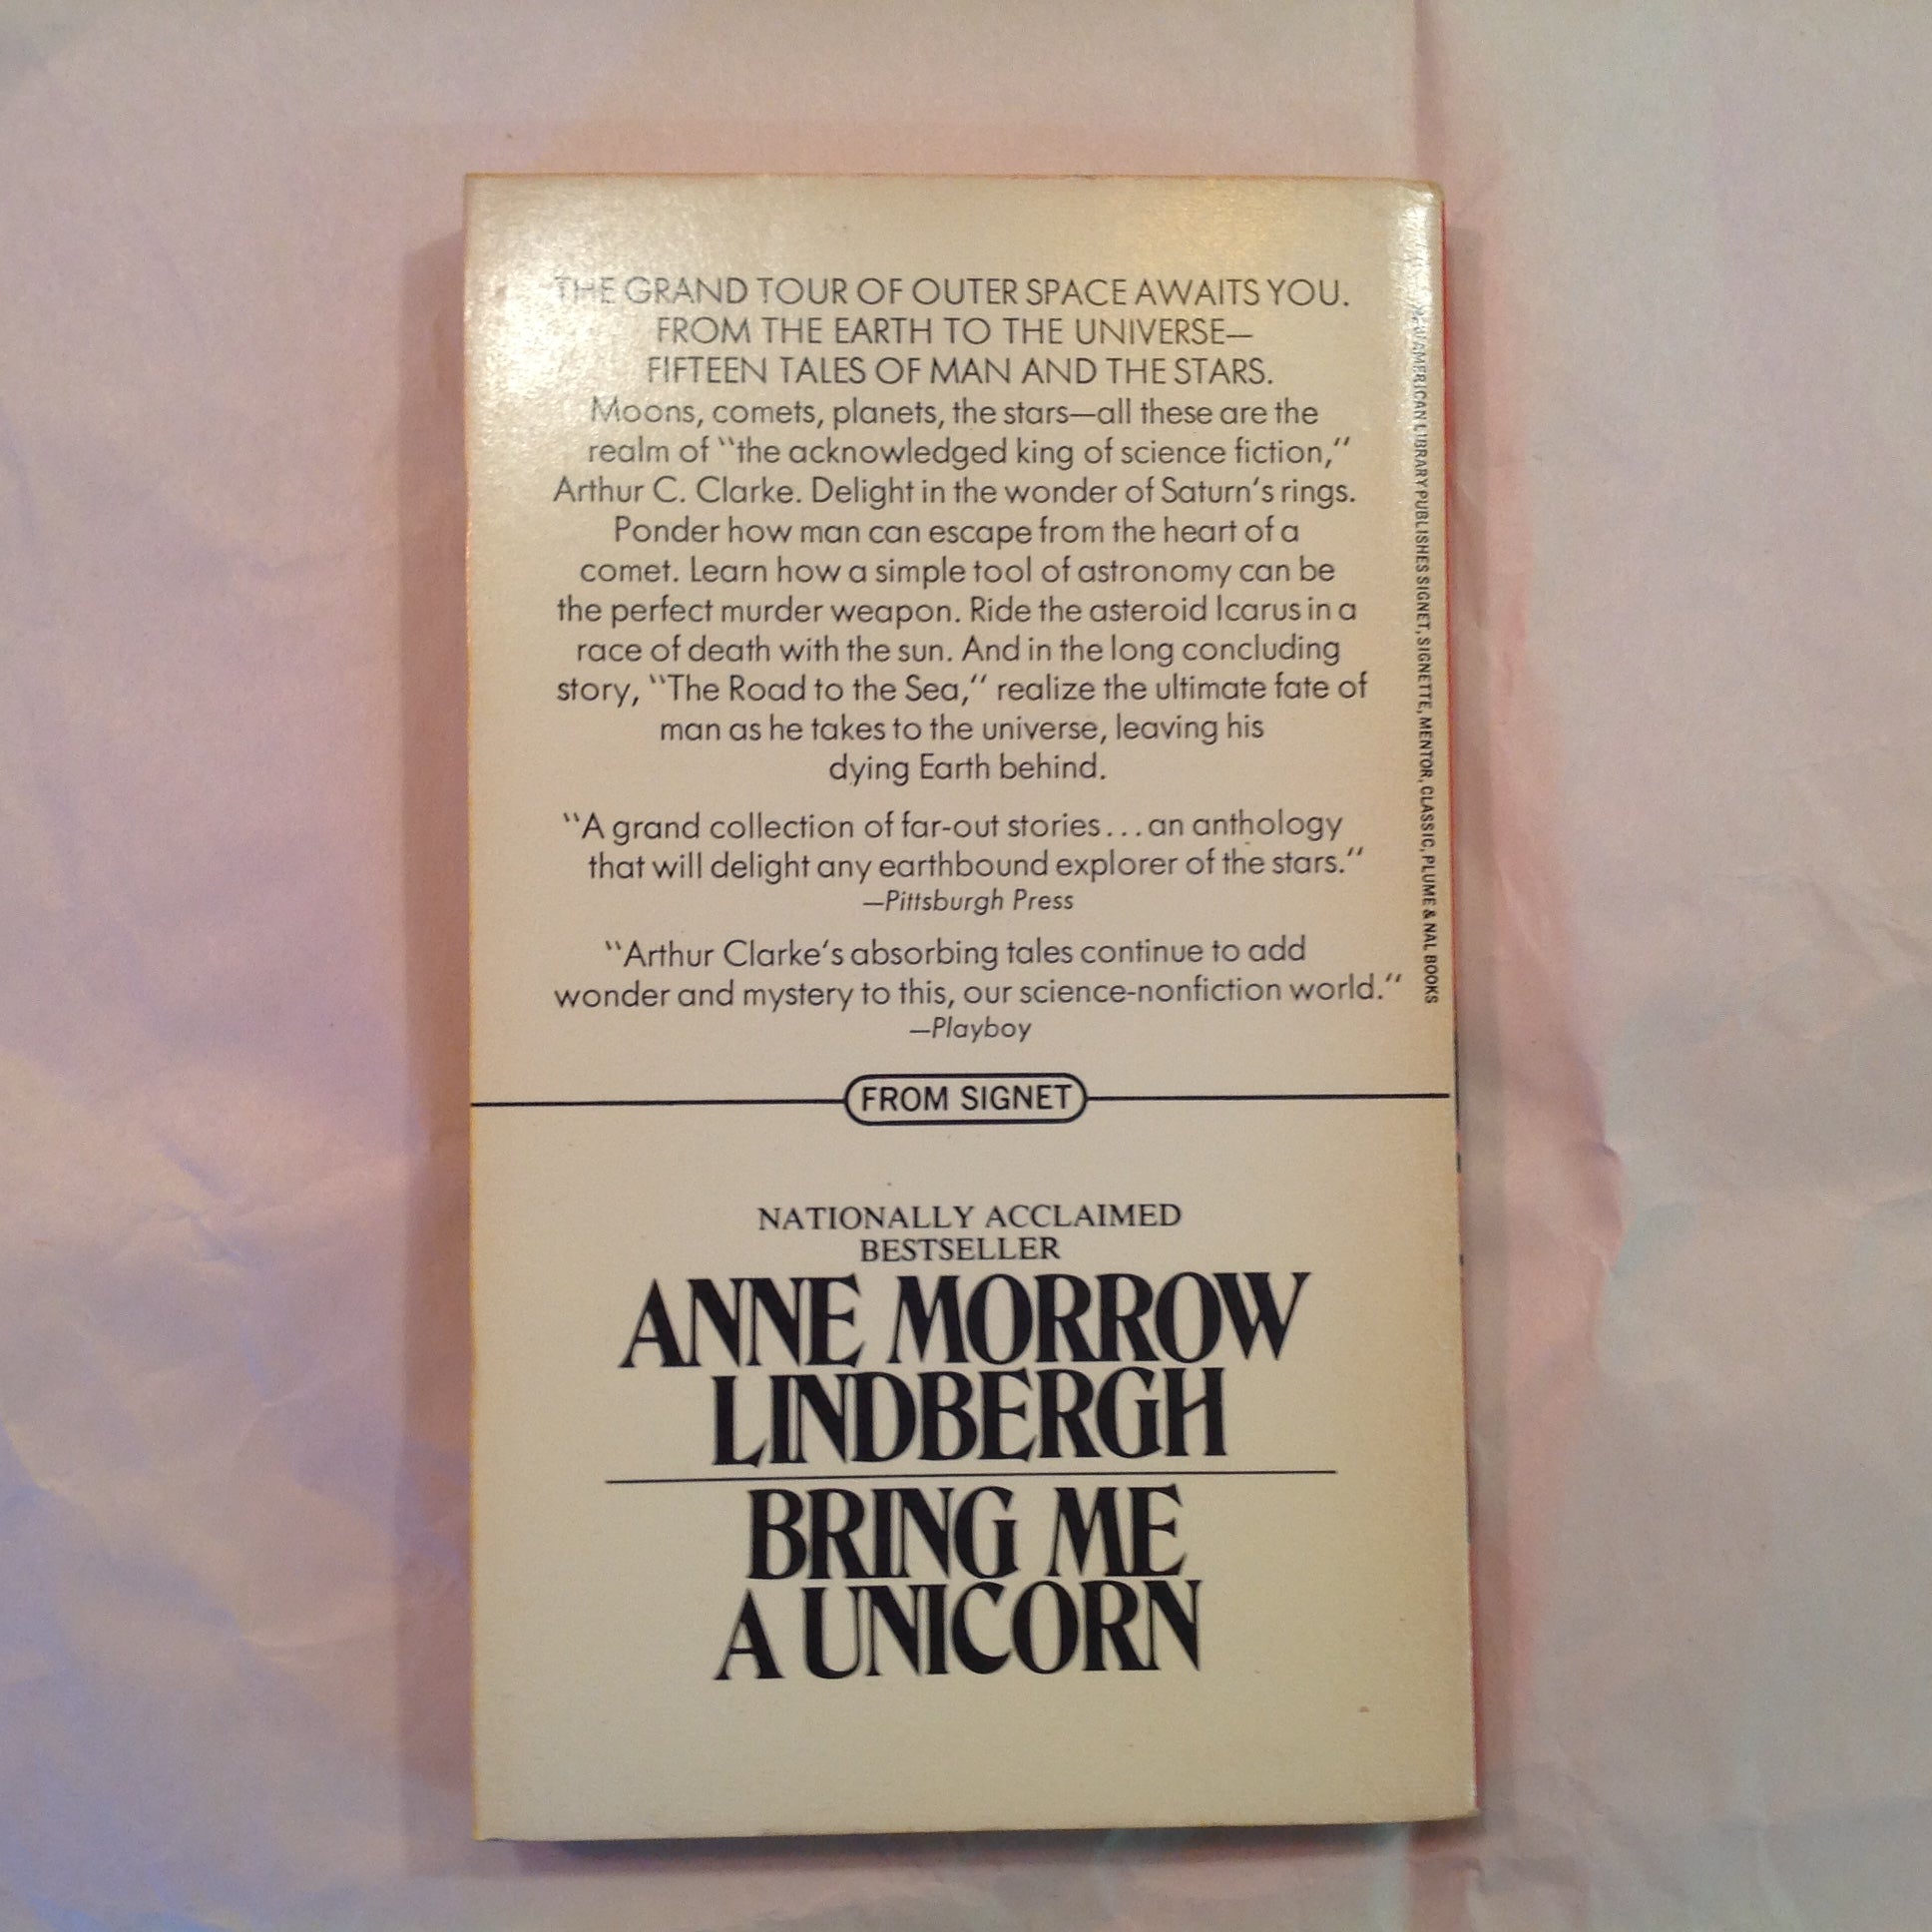 THE GRAND TOUR OF OUTER SPACE AWAITS YOU.
FROM THE EARTH TO THE UNIVERSE—
FIFTEEN TALES OF MAN AND THE STARS.
Moons, comets, planets, the stars—all these are the
realm of "the acknowledged king of science fiction,"
Arthur C. Clarke. Delight in the wonder of Saturn's rings.
Ponder how man can escape from the heart of a
comet. Learn how a simple tool of astronomy can be
the perfect murder weapon. Ride the asteroid Icarus in a
race of death with the sun. And in the long concluding
story, "The Road to the Sea," realize the ultimate fate of
man as he takes to the universe, leaving his
dying Earth behind.
"A grand collection of far-out stories...an anthology
that will delight any earthbound explorer of the stars."
—Pittsburgh Press
"Arthur Clarke's absorbing tales continue to add
wonder and mystery to this, our science-nonfiction world."
—Playboy
FROM SIGNET
NATIONALLY ACCLAIMED
BESTSELLER
ANNE MORROW
LINDBERGH
BRING ME
A UNICORN
AMERICAN LIBRARY PUBLISHES SIGNET, SIGNETTE, MENTOR, CLASSIC, PLUME & NAL BOOKS